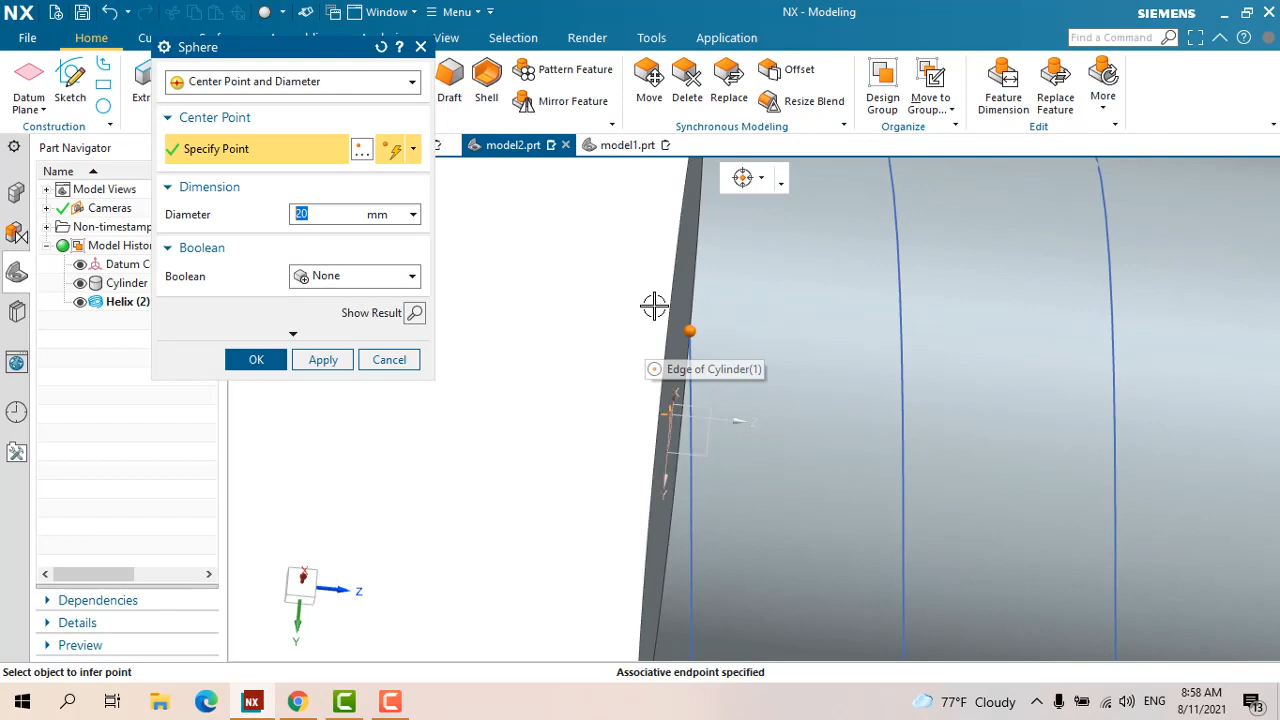 NX
Window
Menu
NX - Modeling
SIEMENS
File
Home
Cu
View
Selection
Render
Tools
Application
Find a Command
Datum
Plane
Sketch
Extr
Construction
Draft
Shell
Pattern Feature
Mirror Feature
Move
Delete
Replace
Offset
Resize Blend
Synchronous Modeling
Design
Group
Move to
Group...
Organize
Feature
Dimension
Replace
Feature
More
Edit
Sphere
Center Point and Diameter
Center Point
Specify Point
Dimension
Diameter
20
mm
Boolean
Boolean
None
Show Result
OK
Apply
Cancel
model2.prt
model1.prt
Part Navigator
Name
Model Views
Cameras
Non-timestamp
Model Histo
Datum C
Cylinder
Helix (2)
Dependencies
Details
Preview
Edge of Cylinder(1)
Z
Y
X
Z
Y
Select object to infer point
Associative endpoint specified
NX
77°F Cloudy
ENG
8:58 AM
8/11/2021
13